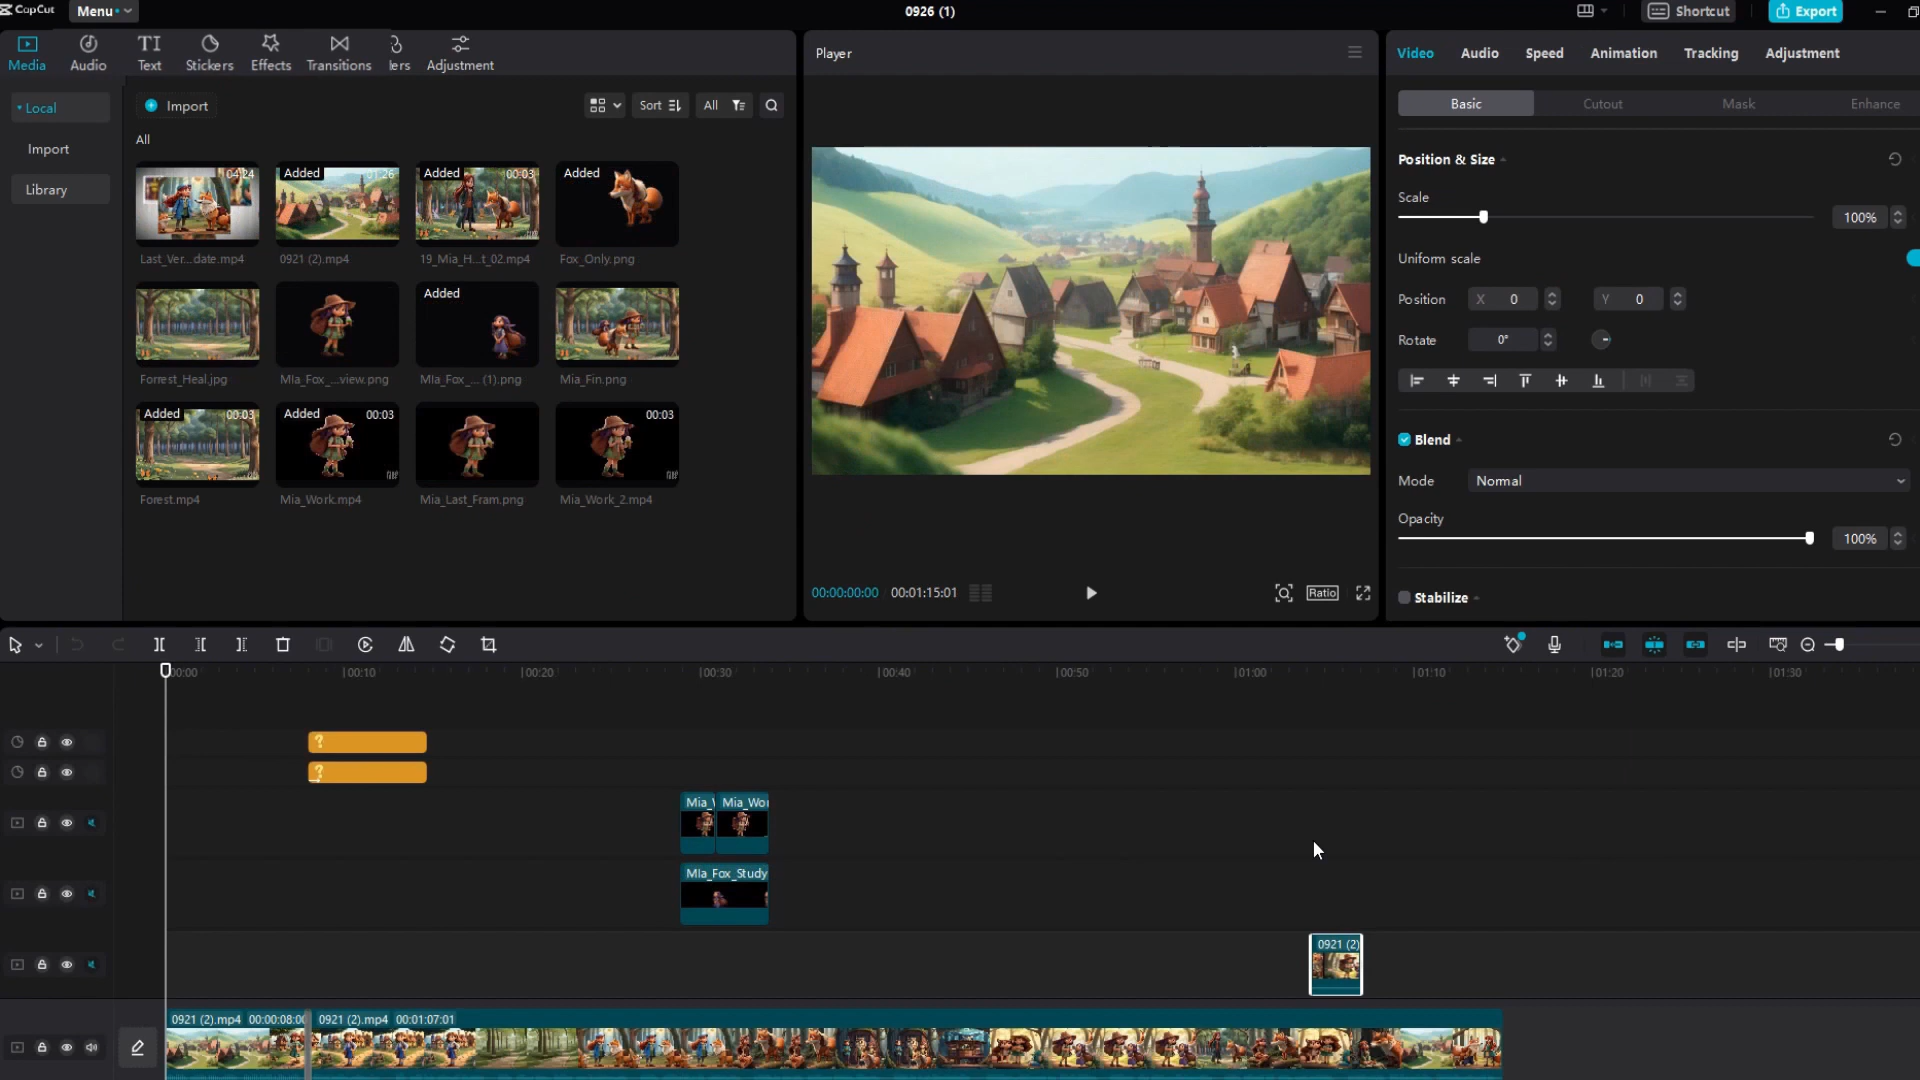 CapCut
Menu
0926 (1)
Shortcut
Export
Media
Audio
Text
Stickers
Effects
Transitions
lers
Adjustment
Local
Import
Library
Import
Sort
All
All
04:24
Added
01:26
Added
00:03
Added
Last_Ver...date.mp4
0921 (2).mp4
19_Mia_H...t_02.mp4
Fox_Only.png
Added
Forrest_Heal.jpg
MIa_Fox_...view.png
MIa_Fox_... (1).png
Mia_Fin.png
Added
00:03
Added
00:03
00:03
Forest.mp4
Mia_Work.mp4
Mia_Last_Fram.png
Mia_Work_2.mp4
Player
00:00:00:00
00:01:15:01
Ratio
Video
Audio
Speed
Animation
Tracking
Adjustment
Basic
Cutout
Mask
Enhance
Position & Size
Scale
100%
Uniform scale
Position
X
0
Y
0
Rotate
0°
Blend
Mode
Normal
Opacity
100%
Stabilize
00:00
00:10
00:20
00:30
00:40
00:50
01:00
01:10
01:20
01:30
?
?
Mia_W
Mia_Wor
MIa_Fox_Study
0921 (2)
0921 (2).mp4 00:00:08:00
0921 (2).mp4 00:01:07:01